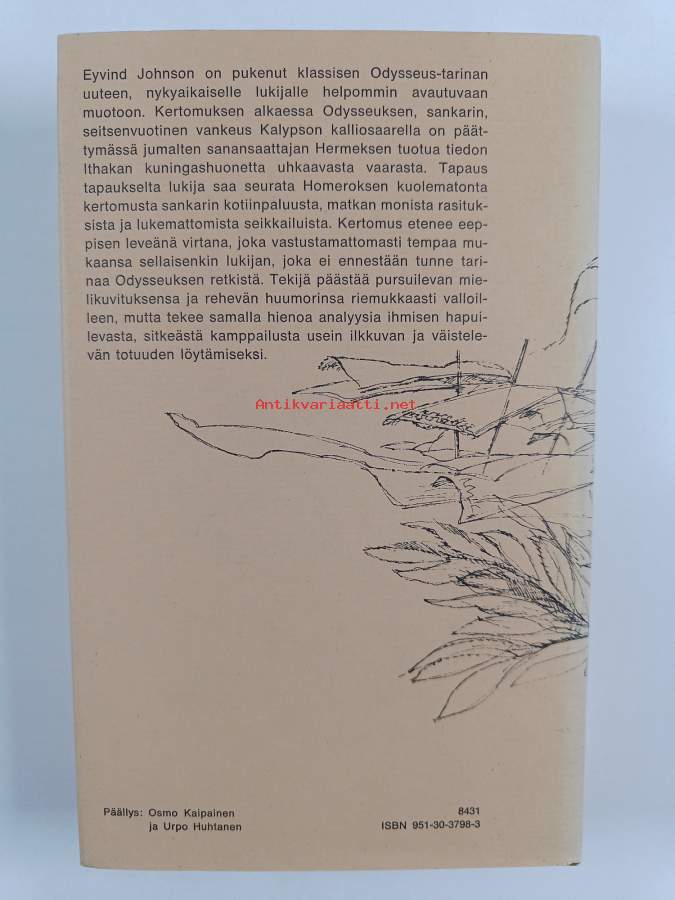 Eyvind Johnson on pukenut klassisen Odysseus-tarinan
uuteen, nykyaikaiselle lukijalle helpommin avautuvaan
muotoon. Kertomuksen alkaessa Odysseuksen, sankarin,
seitsenvuotinen vankeus Kalypson kalliosaarella on päät-
tymässä jumalten sanansaattajan Hermeksen tuotua tiedon
Ithakan kuningashuonetta uhkaavasta vaarasta. Tapaus
tapaukselta lukija saa seurata Homeroksen kuolematonta
kertomusta sankarin kotiinpaluusta, matkan monista rasituk-
sista ja lukemattomista seikkailuista. Kertomus etenee eep-
pisen leveänä virtana, joka vastustamattomasti tempaa mu-
kaansa sellaisenkin lukijan, joka ei ennestään tunne tari-
naa Odysseuksen retkistä. Tekijä päästää pursuilevan mie-
likuvituksensa ja rehevän huumorinsa riemukkaasti valloil-
leen, mutta tekee samalla hienoa analyysia ihmisen hapui-
levasta, sitkeästä kamppailusta usein ilkkuvan ja väistele-
vän totuuden löytämiseksi.
Antikvariaatti.net
Päällys: Osmo Kaipainen
ja Urpo Huhtanen
8431
ISBN 951-30-3798-3